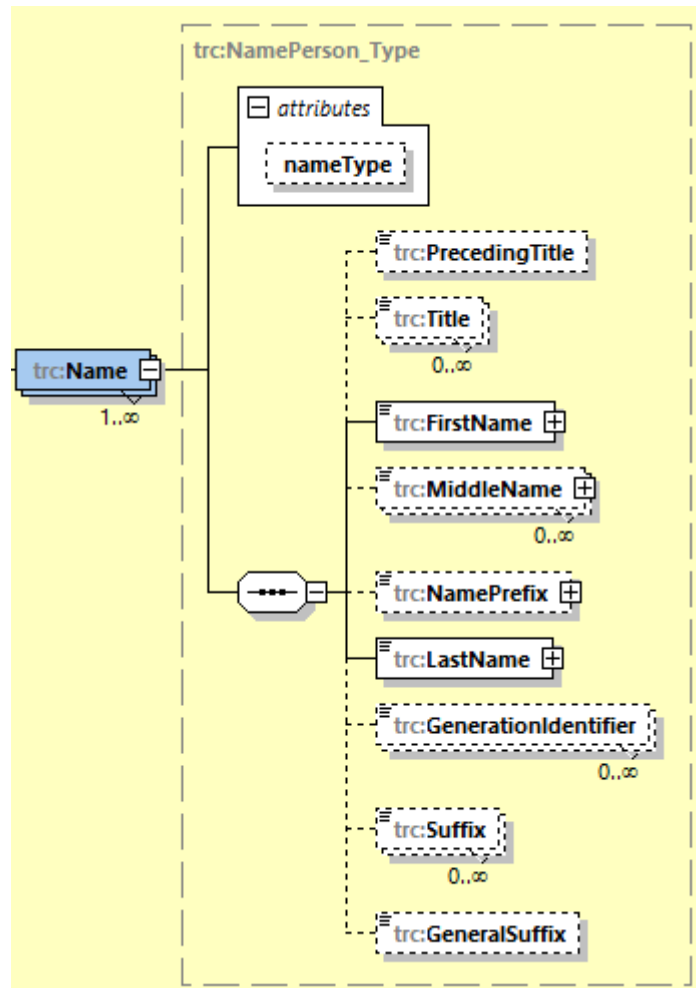 trc:NamePerson_Type
attributes
nameType
trc:PrecedingTitle
trc:Title
0..∞
trc:Name
1..∞
trc:FirstName
trc:MiddleName
0..∞
trc:NamePrefix
trc:LastName
trc:GenerationIdentifier
0..∞
trc:Suffix
0..∞
trc:GeneralSuffix